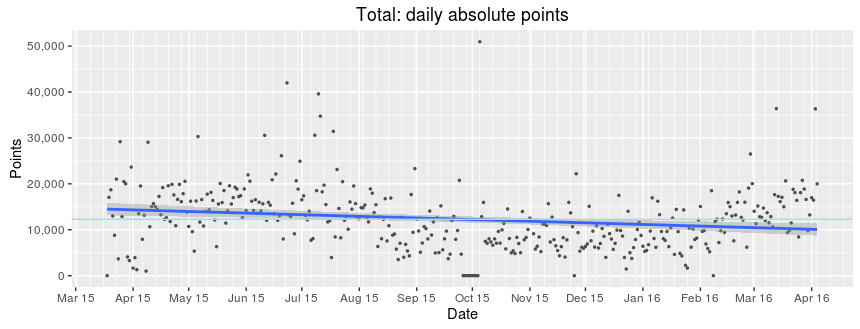 Total: daily absolute points
50,000
40,000
30,000
20,000
10,000
0
Points
Mar 15 Apr 15 May 15 Jun 15 Jul 15 Aug 15 Sep 15 Oct 15 Nov 15 Dec 15 Jan 16 Feb 16 Mar 16 Apr 16
Date